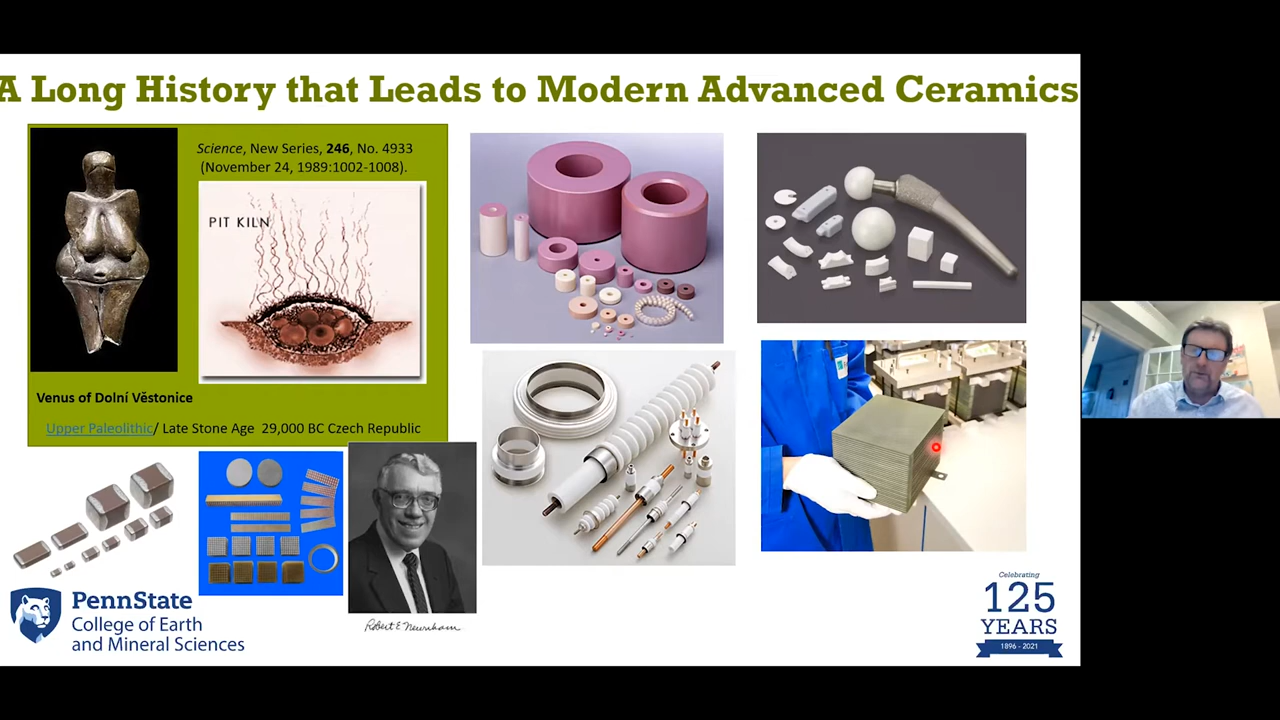 A Long History that Leads to Modern Advanced Ceramics
Science, New Series, 246, No. 4933
(November 24, 1989:1002-1008).
PIT KILN
Venus of Dolní Věstonice
Upper Paleolithic/ Late Stone Age 29,000 BC Czech Republic
Robert E Newnham
PennState
College of Earth
and Mineral Sciences
Celebrating
125
YEARS
1896 - 2021